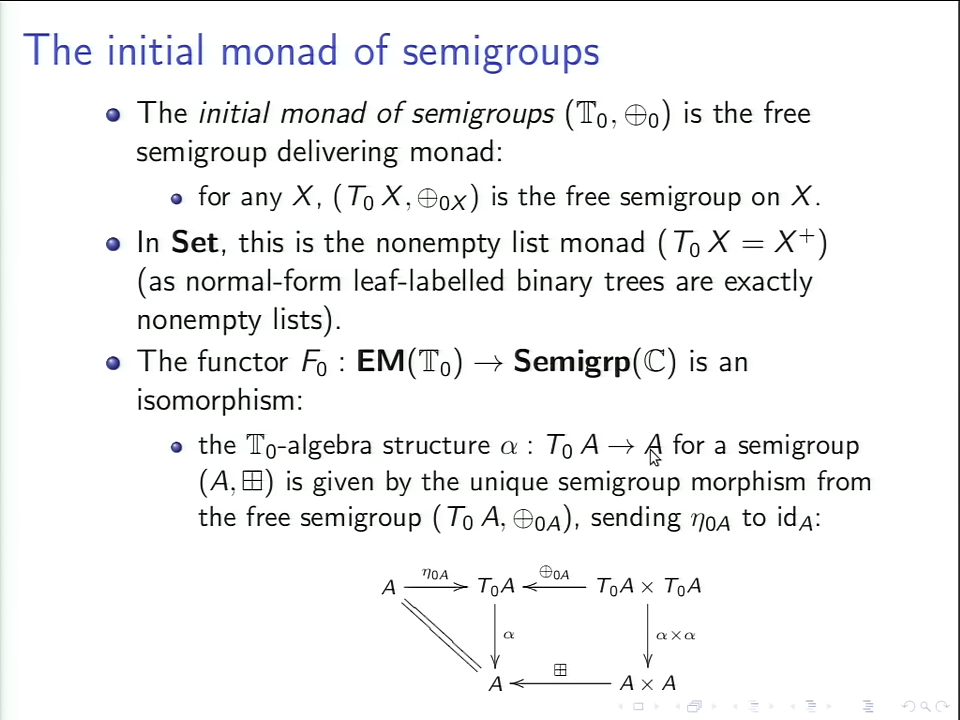 The initial monad of semigroups
The initial monad of semigroups (𝕋₀, ⊕₀) is the free
semigroup delivering monad:
for any X, (T₀ X, ⊕₀X) is the free semigroup on X.
In Set, this is the nonempty list monad (T₀ X = X⁺)
(as normal-form leaf-labelled binary trees are exactly
nonempty lists).
The functor F₀ : EM(𝕋₀) → Semigrp(ℂ) is an
isomorphism:
the 𝕋₀-algebra structure α : T₀ A → A for a semigroup
(A, ⊞) is given by the unique semigroup morphism from
the free semigroup (T₀ A, ⊕₀A), sending η₀A to idA:
η₀A ⊕₀A
A T₀A T₀A × T₀A
α α×α
⊞
A A × A